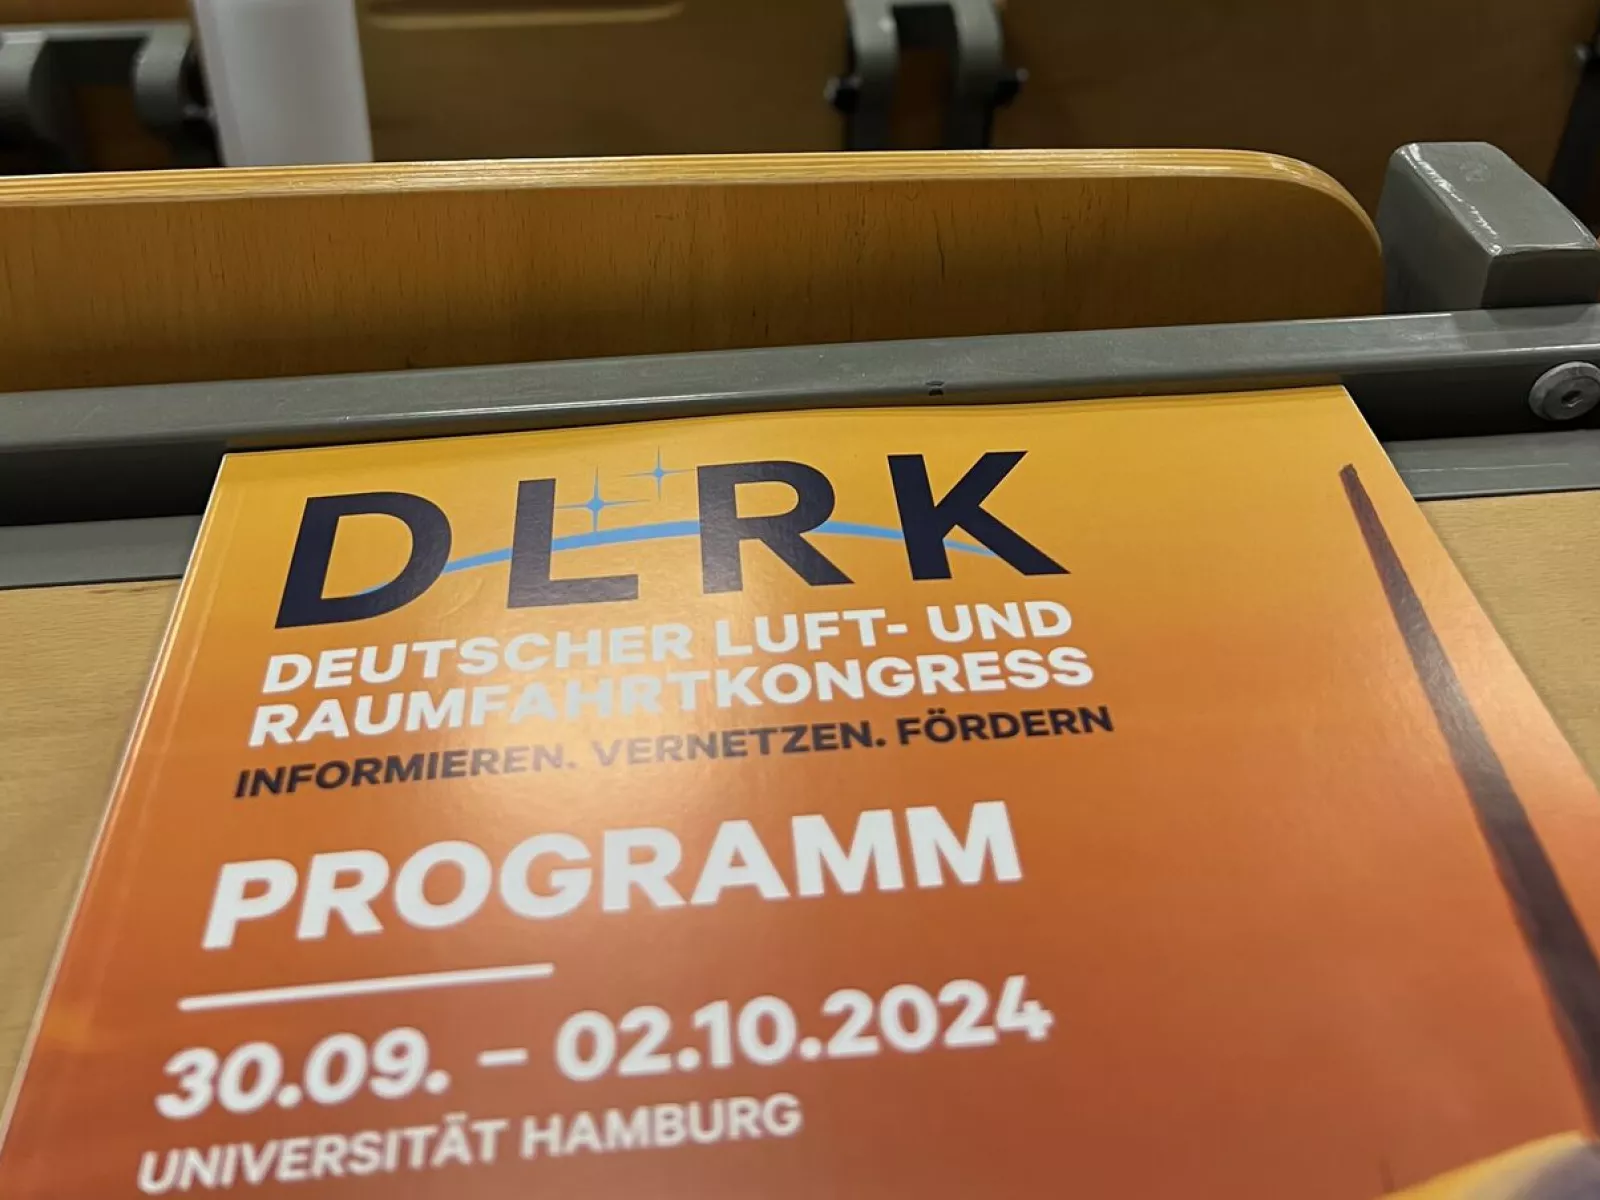 DLRK
DEUTSCHER LUFT- UND
RAUMFAHRTKONGRESS
INFORMIEREN. VERNETZEN. FÖRDERN
PROGRAMM
30.09. – 02.10.2024
UNIVERSITÄT HAMBURG